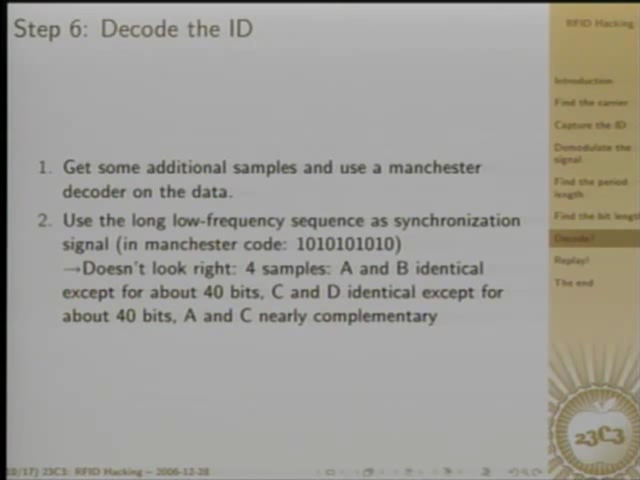 Step 6: Decode the ID
1. Get some additional samples and use a manchester
decoder on the data.
2. Use the long low-frequency sequence as synchronization
signal (in manchester code: 1010101010)
→Doesn't look right: 4 samples: A and B identical
except for about 40 bits, C and D identical except for
about 40 bits, A and C nearly complementary
RFID Hacking
Introduction
Find the carrier
Capture the ID
Demodulate the
signal
Find the period
length
Find the bit length
Decode!
Replay!
The end
23C3
/17) 23C3: RFID Hacking – 2006-12-28